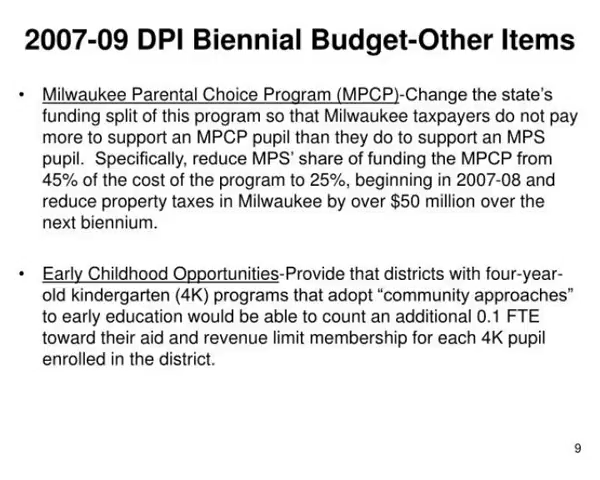 2007-09 DPI Biennial Budget-Other Items
• Milwaukee Parental Choice Program (MPCP)-Change the state's
funding split of this program so that Milwaukee taxpayers do not pay
more to support an MPCP pupil than they do to support an MPS
pupil.  Specifically, reduce MPS' share of funding the MPCP from
45% of the cost of the program to 25%, beginning in 2007-08 and
reduce property taxes in Milwaukee by over $50 million over the
next biennium.
• Early Childhood Opportunities-Provide that districts with four-year-
old kindergarten (4K) programs that adopt “community approaches”
to early education would be able to count an additional 0.1 FTE
toward their aid and revenue limit membership for each 4K pupil
enrolled in the district.
9